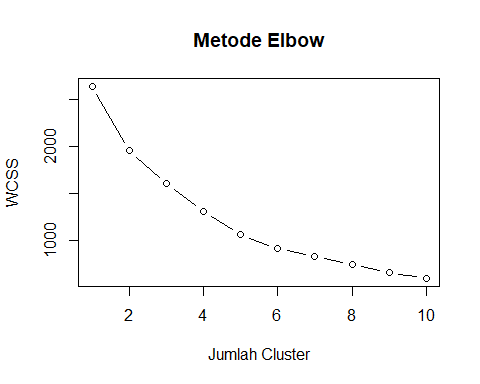 Metode Elbow
WCSS
2000
1000
2 4 6 8 10
Jumlah Cluster